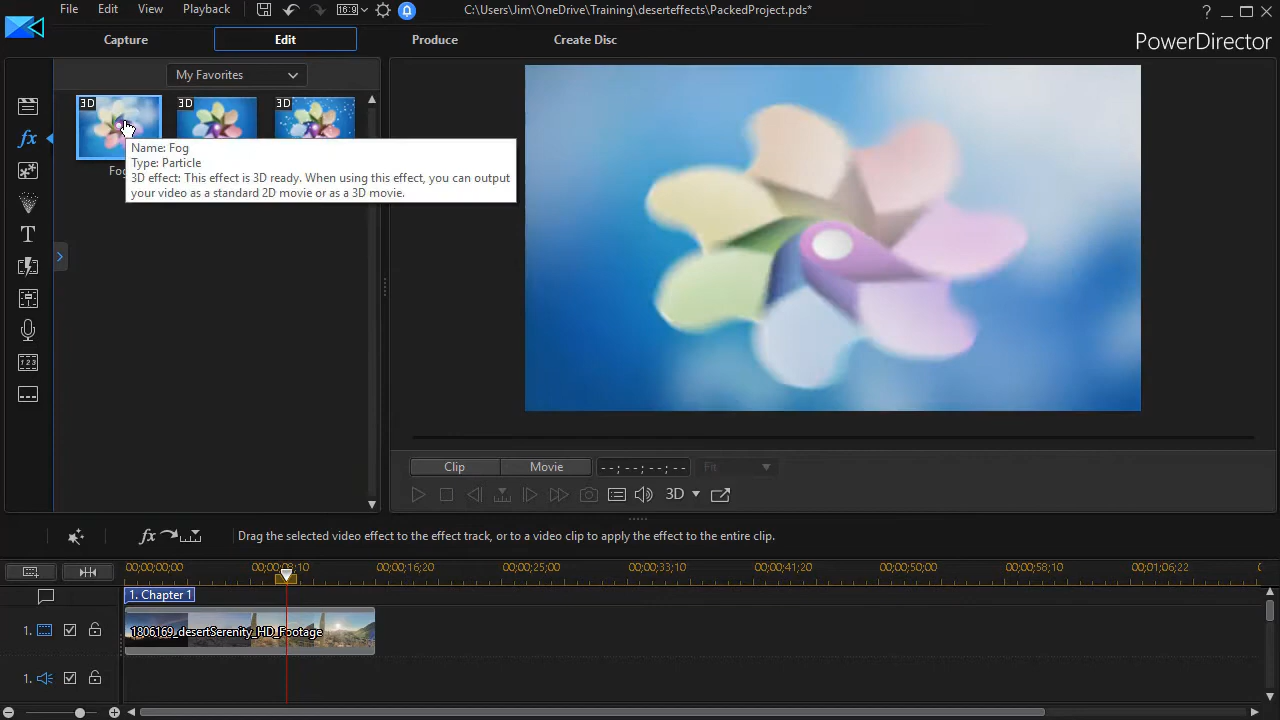 File Edit View Playback 16:9 C:\Users\Jim\OneDrive\Training\deserteffects\PackedProject.pds* ?
Capture Edit Produce Create Disc PowerDirector
My Favorites
3D 3D 3D
fx
Name: Fog
Type: Particle
Fog
3D effect: This effect is 3D ready. When using this effect, you can output
your video as a standard 2D movie or as a 3D movie.
T
123
Clip Movie --;--;--;-- Fit
3D
fx Drag the selected video effect to the effect track, or to a video clip to apply the effect to the entire clip.
00;00;00;00 00;00;08;10 00;00;16;20 00;00;25;00 00;00;33;10 00;00;41;20 00;00;50;00 00;00;58;10 00;01;06;22
1. Chapter 1
1. 1806169_desertSerenity_HD_Footage
1.